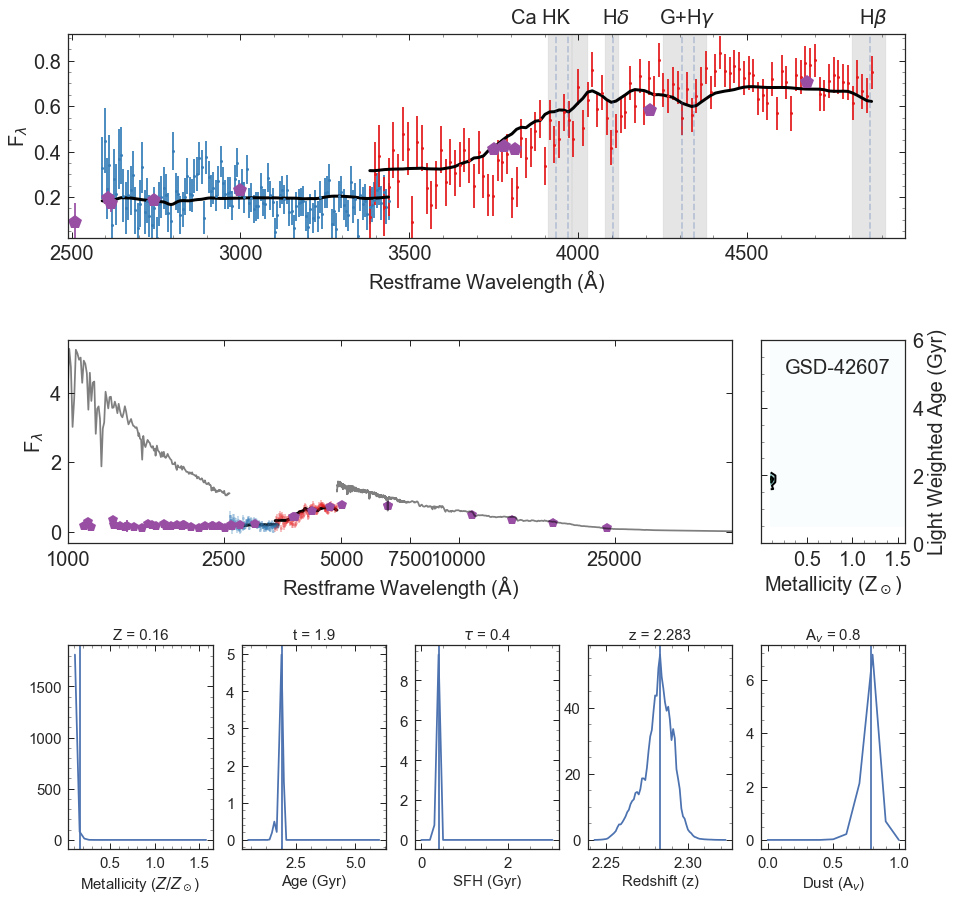 Ca HK Hδ G+Hγ Hβ
0.8
0.6
0.4
0.2
F_λ
2500 3000 3500 4000 4500
Restframe Wavelength (Å)
4
2
0
F_λ
1000 2500 5000 7500 10000 25000
Restframe Wavelength (Å)
GSD-42607
6
4
2
0
Light Weighted Age (Gyr)
0.5 1.0 1.5
Metallicity (Z_⊙)
Z = 0.16
1500
1000
500
0
0.5 1.0 1.5
Metallicity (Z/Z_⊙)
t = 1.9
5
4
3
2
1
0
2.5 5.0
Age (Gyr)
τ = 0.4
8
6
4
2
0
0 2
SFH (Gyr)
z = 2.283
40
20
0
2.25 2.30
Redshift (z)
A_v = 0.8
6
4
2
0
0.0 0.5 1.0
Dust (A_v)